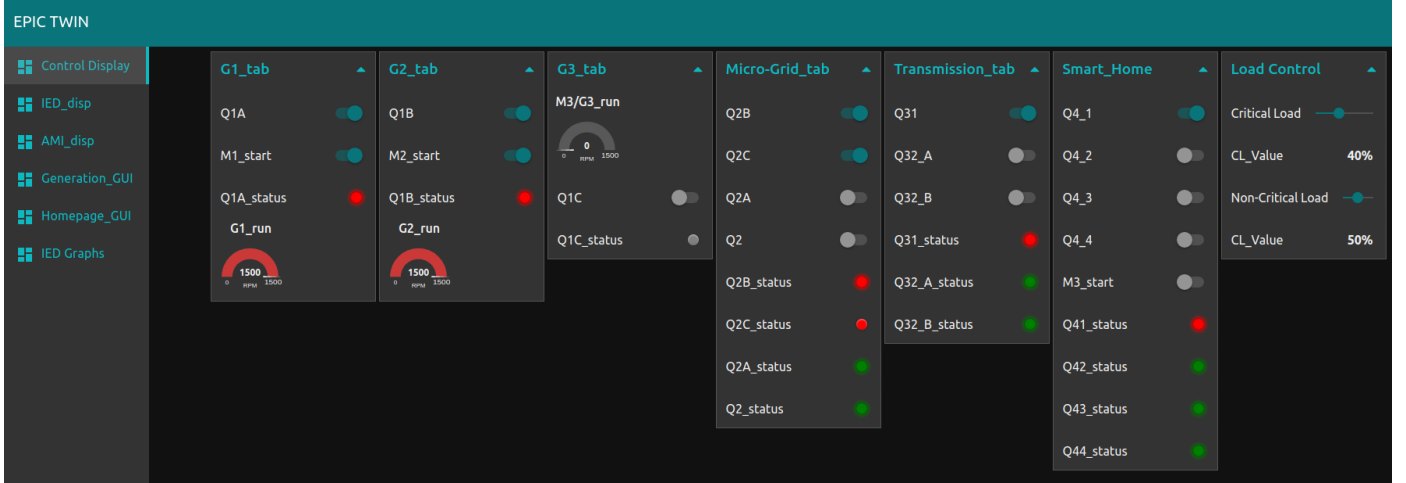 EPIC TWIN
Control Display
IED_disp
AMI_disp
Generation_GUI
Homepage_GUI
IED Graphs
G1_tab
Q1A
M1_start
Q1A_status
G1_run
1500
0 RPM 1500
G2_tab
Q1B
M2_start
Q1B_status
G2_run
1500
0 RPM 1500
G3_tab
M3/G3_run
0
0 RPM 1500
Q1C
Q1C_status
Micro-Grid_tab
Q2B
Q2C
Q2A
Q2
Q2B_status
Q2C_status
Q2A_status
Q2_status
Transmission_tab
Q31
Q32_A
Q32_B
Q31_status
Q32_A_status
Q32_B_status
Smart_Home
Q4_1
Q4_2
Q4_3
Q4_4
M3_start
Q41_status
Q42_status
Q43_status
Q44_status
Load Control
Critical Load
CL_Value 40%
Non-Critical Load
CL_Value 50%